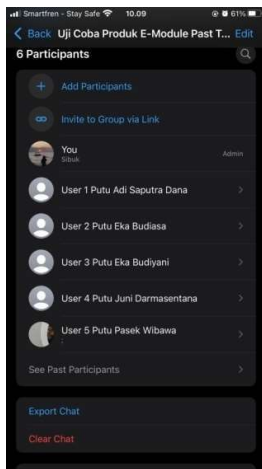 Smartfren - Stay Safe 10.09 61%
Back Uji Coba Produk E-Module Past T... Edit
6 Participants
Add Participants
Invite to Group via Link
You Admin
Sibuk
User 1 Putu Adi Saputra Dana
User 2 Putu Eka Budiasa
User 3 Putu Eka Budiyani
User 4 Putu Juni Darmasentana
User 5 Putu Pasek Wibawa
See Past Participants
Export Chat
Clear Chat